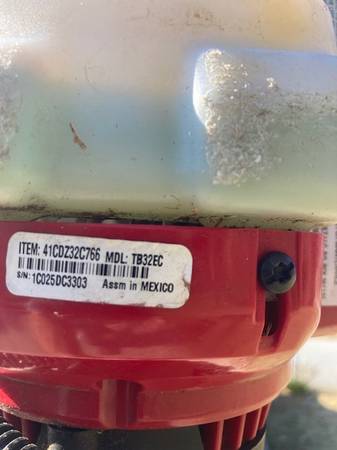 ITEM: 41CDZ32C766 MDL: TB32EC
S/N: 1C025DC3303 Assm in MEXICO